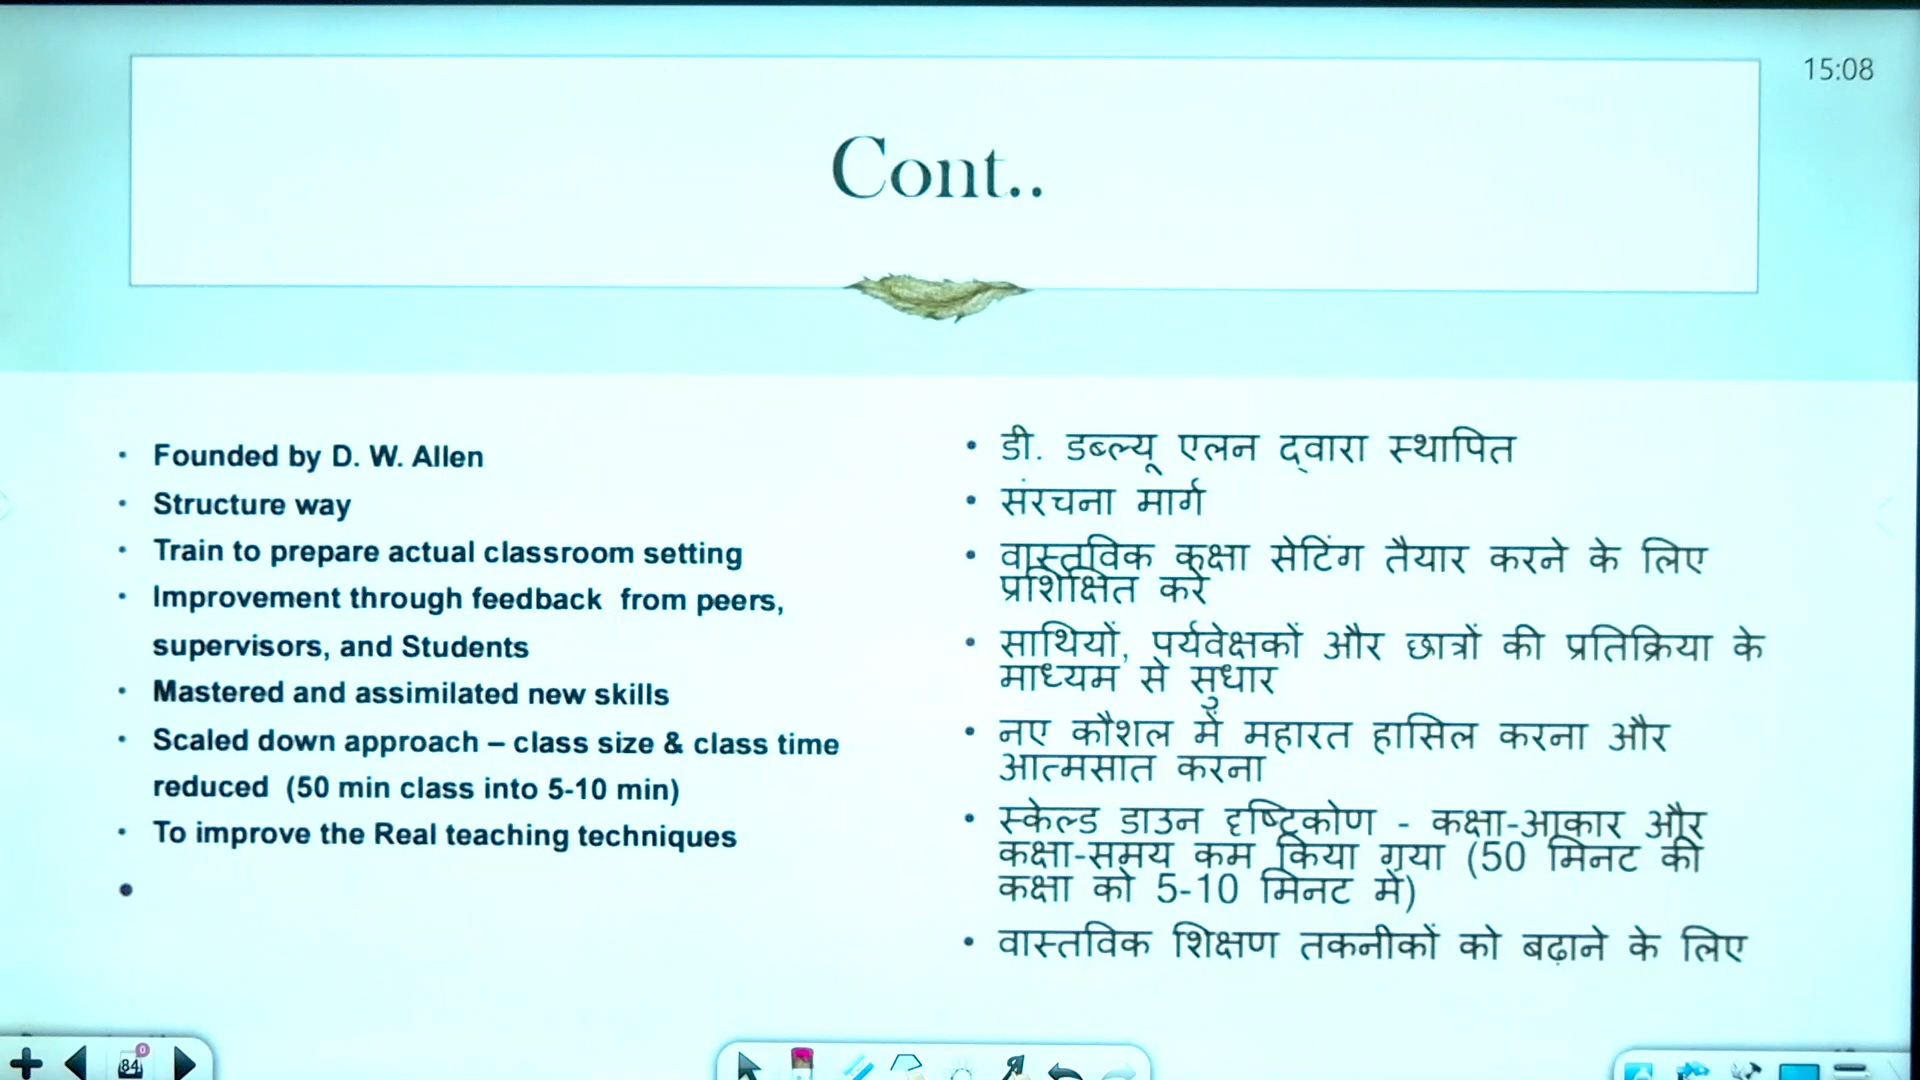 15:08
Cont..
• Founded by D. W. Allen
• Structure way
• Train to prepare actual classroom setting
• Improvement through feedback from peers,
supervisors, and Students
• Mastered and assimilated new skills
• Scaled down approach – class size & class time
reduced (50 min class into 5-10 min)
• To improve the Real teaching techniques
•
• डी. डब्ल्यू एलन द्वारा स्थापित
• संरचना मार्ग
• वास्तविक कक्षा सेटिंग तैयार करने के लिए
प्रशिक्षित करें
• साथियों, पर्यवेक्षकों और छात्रों की प्रतिक्रिया के
माध्यम से सुधार
• नए कौशल में महारत हासिल करना और
आत्मसात करना
• स्केल्ड डाउन दृष्टिकोण - कक्षा-आकार और
कक्षा-समय कम किया गया (50 मिनट की
कक्षा को 5-10 मिनट में)
• वास्तविक शिक्षण तकनीकों को बढ़ाने के लिए
84
0